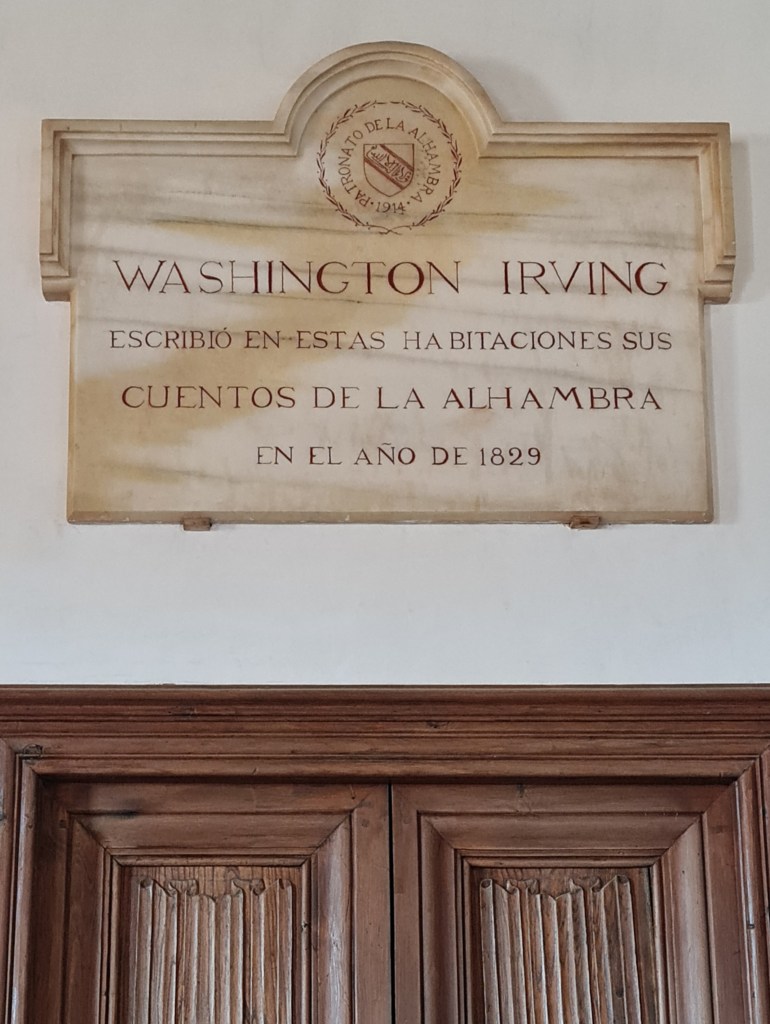 PATRONATO DE LA ALHAMBRA
· 1914 ·
WASHINGTON IRVING
ESCRIBIÓ EN ESTAS HABITACIONES SUS
CUENTOS DE LA ALHAMBRA
EN EL AÑO DE 1829